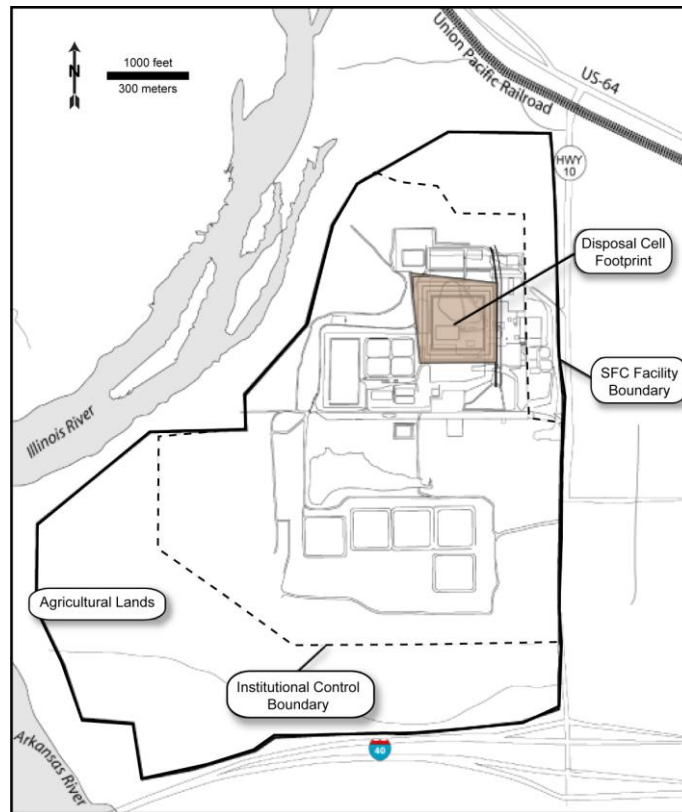 N
1000 feet
300 meters
Union Pacific Railroad
US-64
HWY
10
Disposal Cell
Footprint
SFC Facility
Boundary
Illinois River
Agricultural Lands
Institutional Control
Boundary
Arkansas River
40